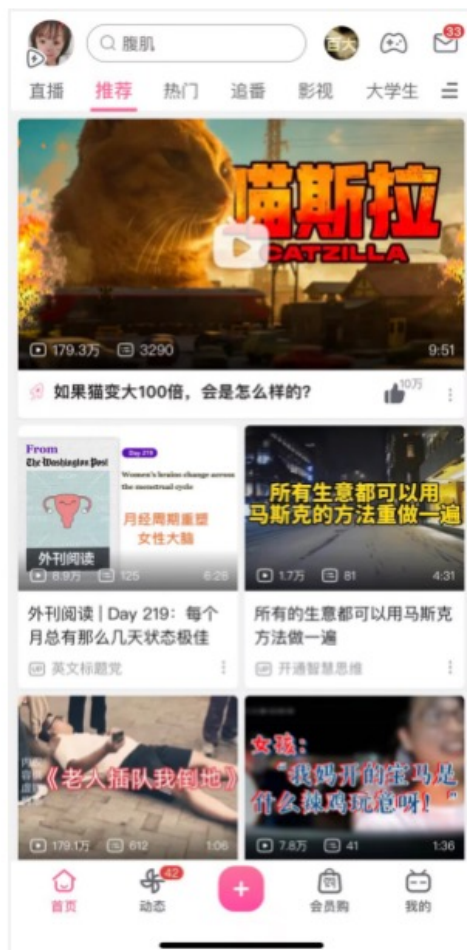 腹肌
百大
33
直播 推荐 热门 追番 影视 大学生
喵斯拉
CATZILLA
179.3万 3290 9:51
如果猫变大100倍，会是怎么样的?
10万
From
The Washington Post
Day 219
Women's brains change across
the menstrual cycle
月经周期重塑
女性大脑
外刊阅读
8.9万 125 6:25
外刊阅读 | Day 219：每个
月总有那么几天状态极佳
UP 英文标题党
所有生意都可以用
马斯克的方法重做一遍
1.7万 81 4:31
所有的生意都可以用马斯克
方法做一遍
UP 开通智慧思维
《老人插队我倒地》
179.1万 612 1:06
女孩：
“我妈开的宝马是
什么辣鸡玩意呀！”
7.8万 41 1:36
首页
42
动态
会员购
我的